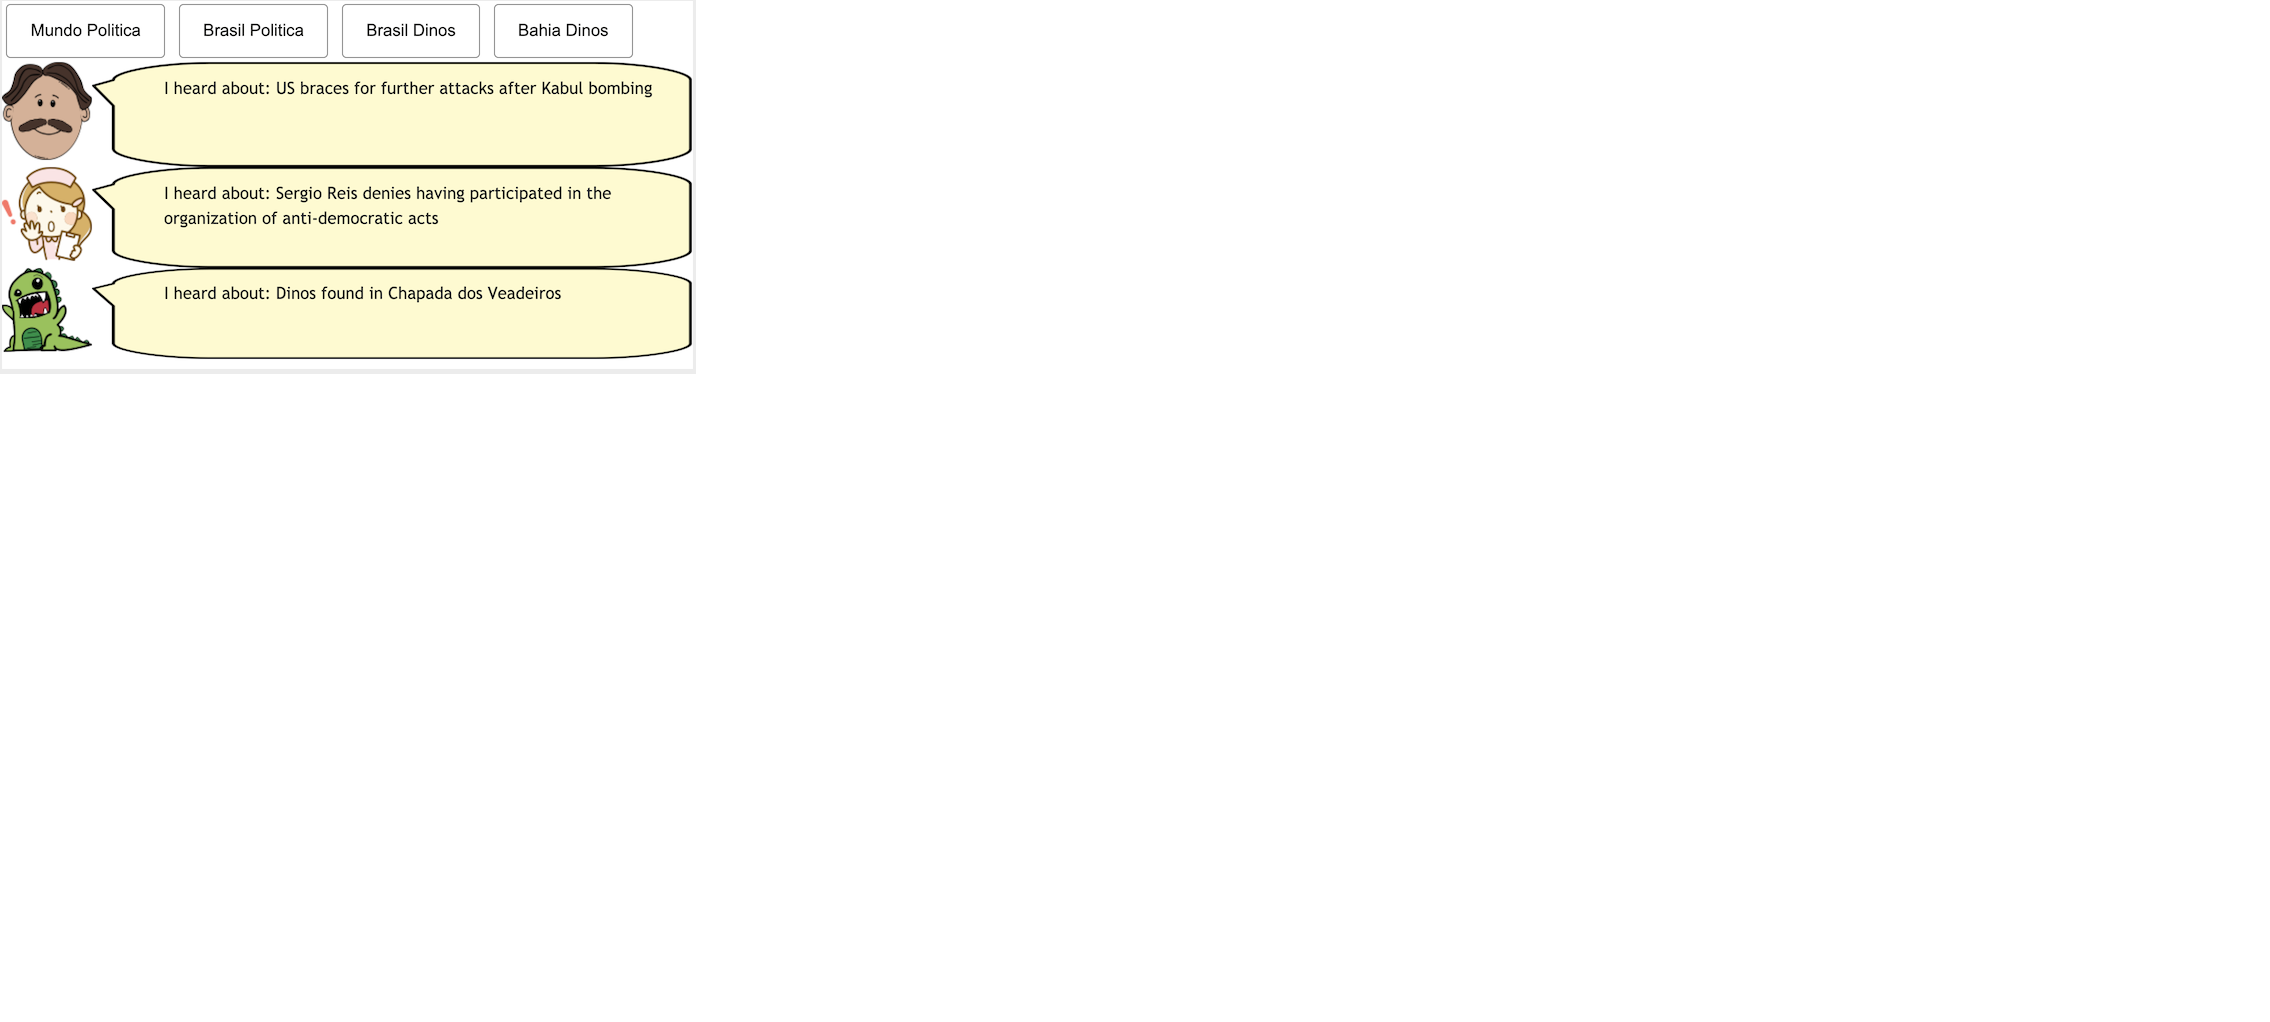 Mundo Politica
Brasil Politica
Brasil Dinos
Bahia Dinos
I heard about: US braces for further attacks after Kabul bombing
I heard about: Sergio Reis denies having participated in the
organization of anti-democratic acts
I heard about: Dinos found in Chapada dos Veadeiros